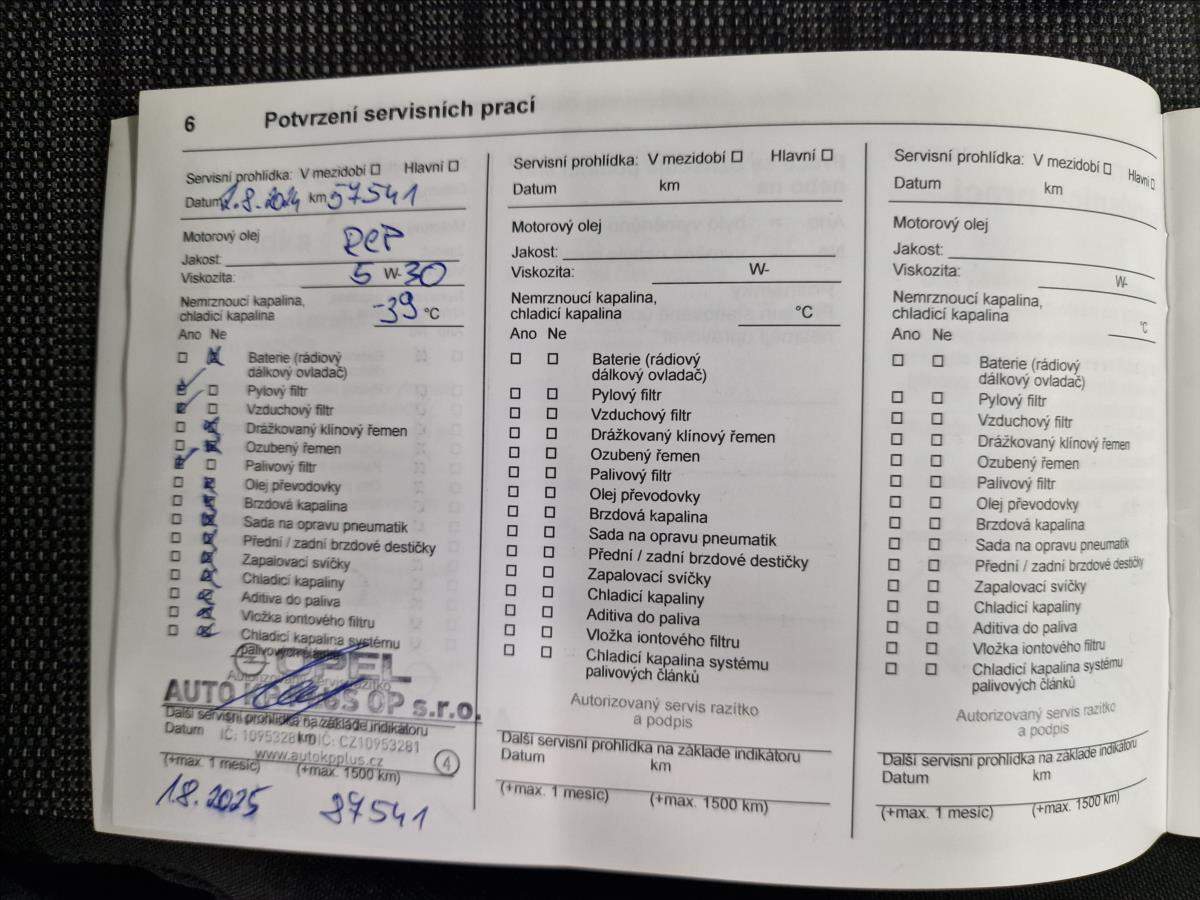 6 Potvrzení servisních prací
Servisní prohlídka: V mezidobí Hlavní
Datum 1.8.2024 km 57541
Motorový olej
Jakost:
Viskozita: 5 W- 30
Nemrznoucí kapalina,
chladicí kapalina -39 °C
Ano Ne
Baterie (rádiový
dálkový ovladač)
Pylový filtr
Vzduchový filtr
Drážkovaný klínový řemen
Ozubený řemen
Palivový filtr
Olej převodovky
Brzdová kapalina
Sada na opravu pneumatik
Přední / zadní brzdové destičky
Zapalovací svíčky
Chladicí kapaliny
Aditiva do paliva
Vložka iontového filtru
Chladicí kapalina systému
palivových
OPEL
Autorizovaný servis razítko
AUTO OP s.r.o.
Další servisní prohlídka na základe indikátoru
Datum km
IČ: 10953281 DIČ: CZ10953281
www.autokpplus.cz 4
(+max. 1 mesíc) (+max. 1500 km)
1.8.2025 87541
Servisní prohlídka: V mezidobí Hlavní
Datum km
Motorový olej
Jakost:
Viskozita: W-
Nemrznoucí kapalina,
chladicí kapalina °C
Ano Ne
Baterie (rádiový
dálkový ovladač)
Pylový filtr
Vzduchový filtr
Drážkovaný klínový řemen
Ozubený řemen
Palivový filtr
Olej převodovky
Brzdová kapalina
Sada na opravu pneumatik
Přední / zadní brzdové destičky
Zapalovací svíčky
Chladicí kapaliny
Aditiva do paliva
Vložka iontového filtru
Chladicí kapalina systému
palivových článků
Autorizovaný servis razítko
a podpis
Další servisní prohlídka na základe indikátoru
Datum km
(+max. 1 mesíc) (+max. 1500 km)
Servisní prohlídka: V mezidobí Hlavní
Datum km
Motorový olej
Jakost:
Viskozita: W-
Nemrznoucí kapalina,
chladicí kapalina °C
Ano Ne
Baterie (rádiový
dálkový ovladač)
Pylový filtr
Vzduchový filtr
Drážkovaný klínový řemen
Ozubený řemen
Palivový filtr
Olej převodovky
Brzdová kapalina
Sada na opravu pneumatik
Přední / zadní brzdové destičky
Zapalovací svíčky
Chladicí kapaliny
Aditiva do paliva
Vložka iontového filtru
Chladicí kapalina systému
palivových článků
Autorizovaný servis razítko
a podpis
Další servisní prohlídka na základe indikátoru
Datum km
(+max. 1 mesíc) (+max. 1500 km)